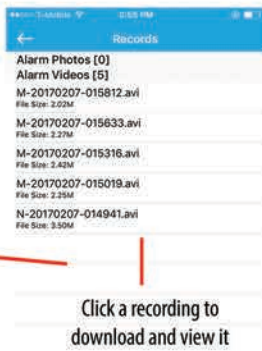 T-Mobile
Records
Alarm Photos [0]
Alarm Videos [5]
M-20170207-015812.avi
File Size: 2.02M
M-20170207-015633.avi
File Size: 2.27M
M-20170207-015316.avi
File Size: 2.42M
M-20170207-015019.avi
File Size: 2.25M
N-20170207-014941.avi
File Size: 3.50M
Click a recording to
download and view it